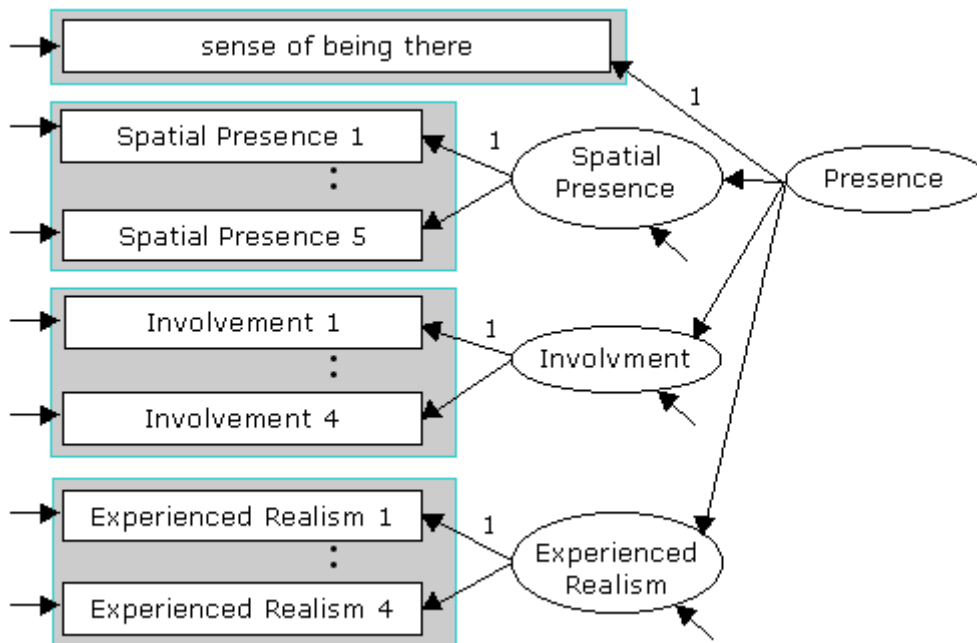 sense of being there
1
Spatial Presence 1
1
Spatial
Presence
Presence
Spatial Presence 5
Involvement 1
1
Involvment
Involvement 4
Experienced Realism 1
1
Experienced
Realism
Experienced Realism 4